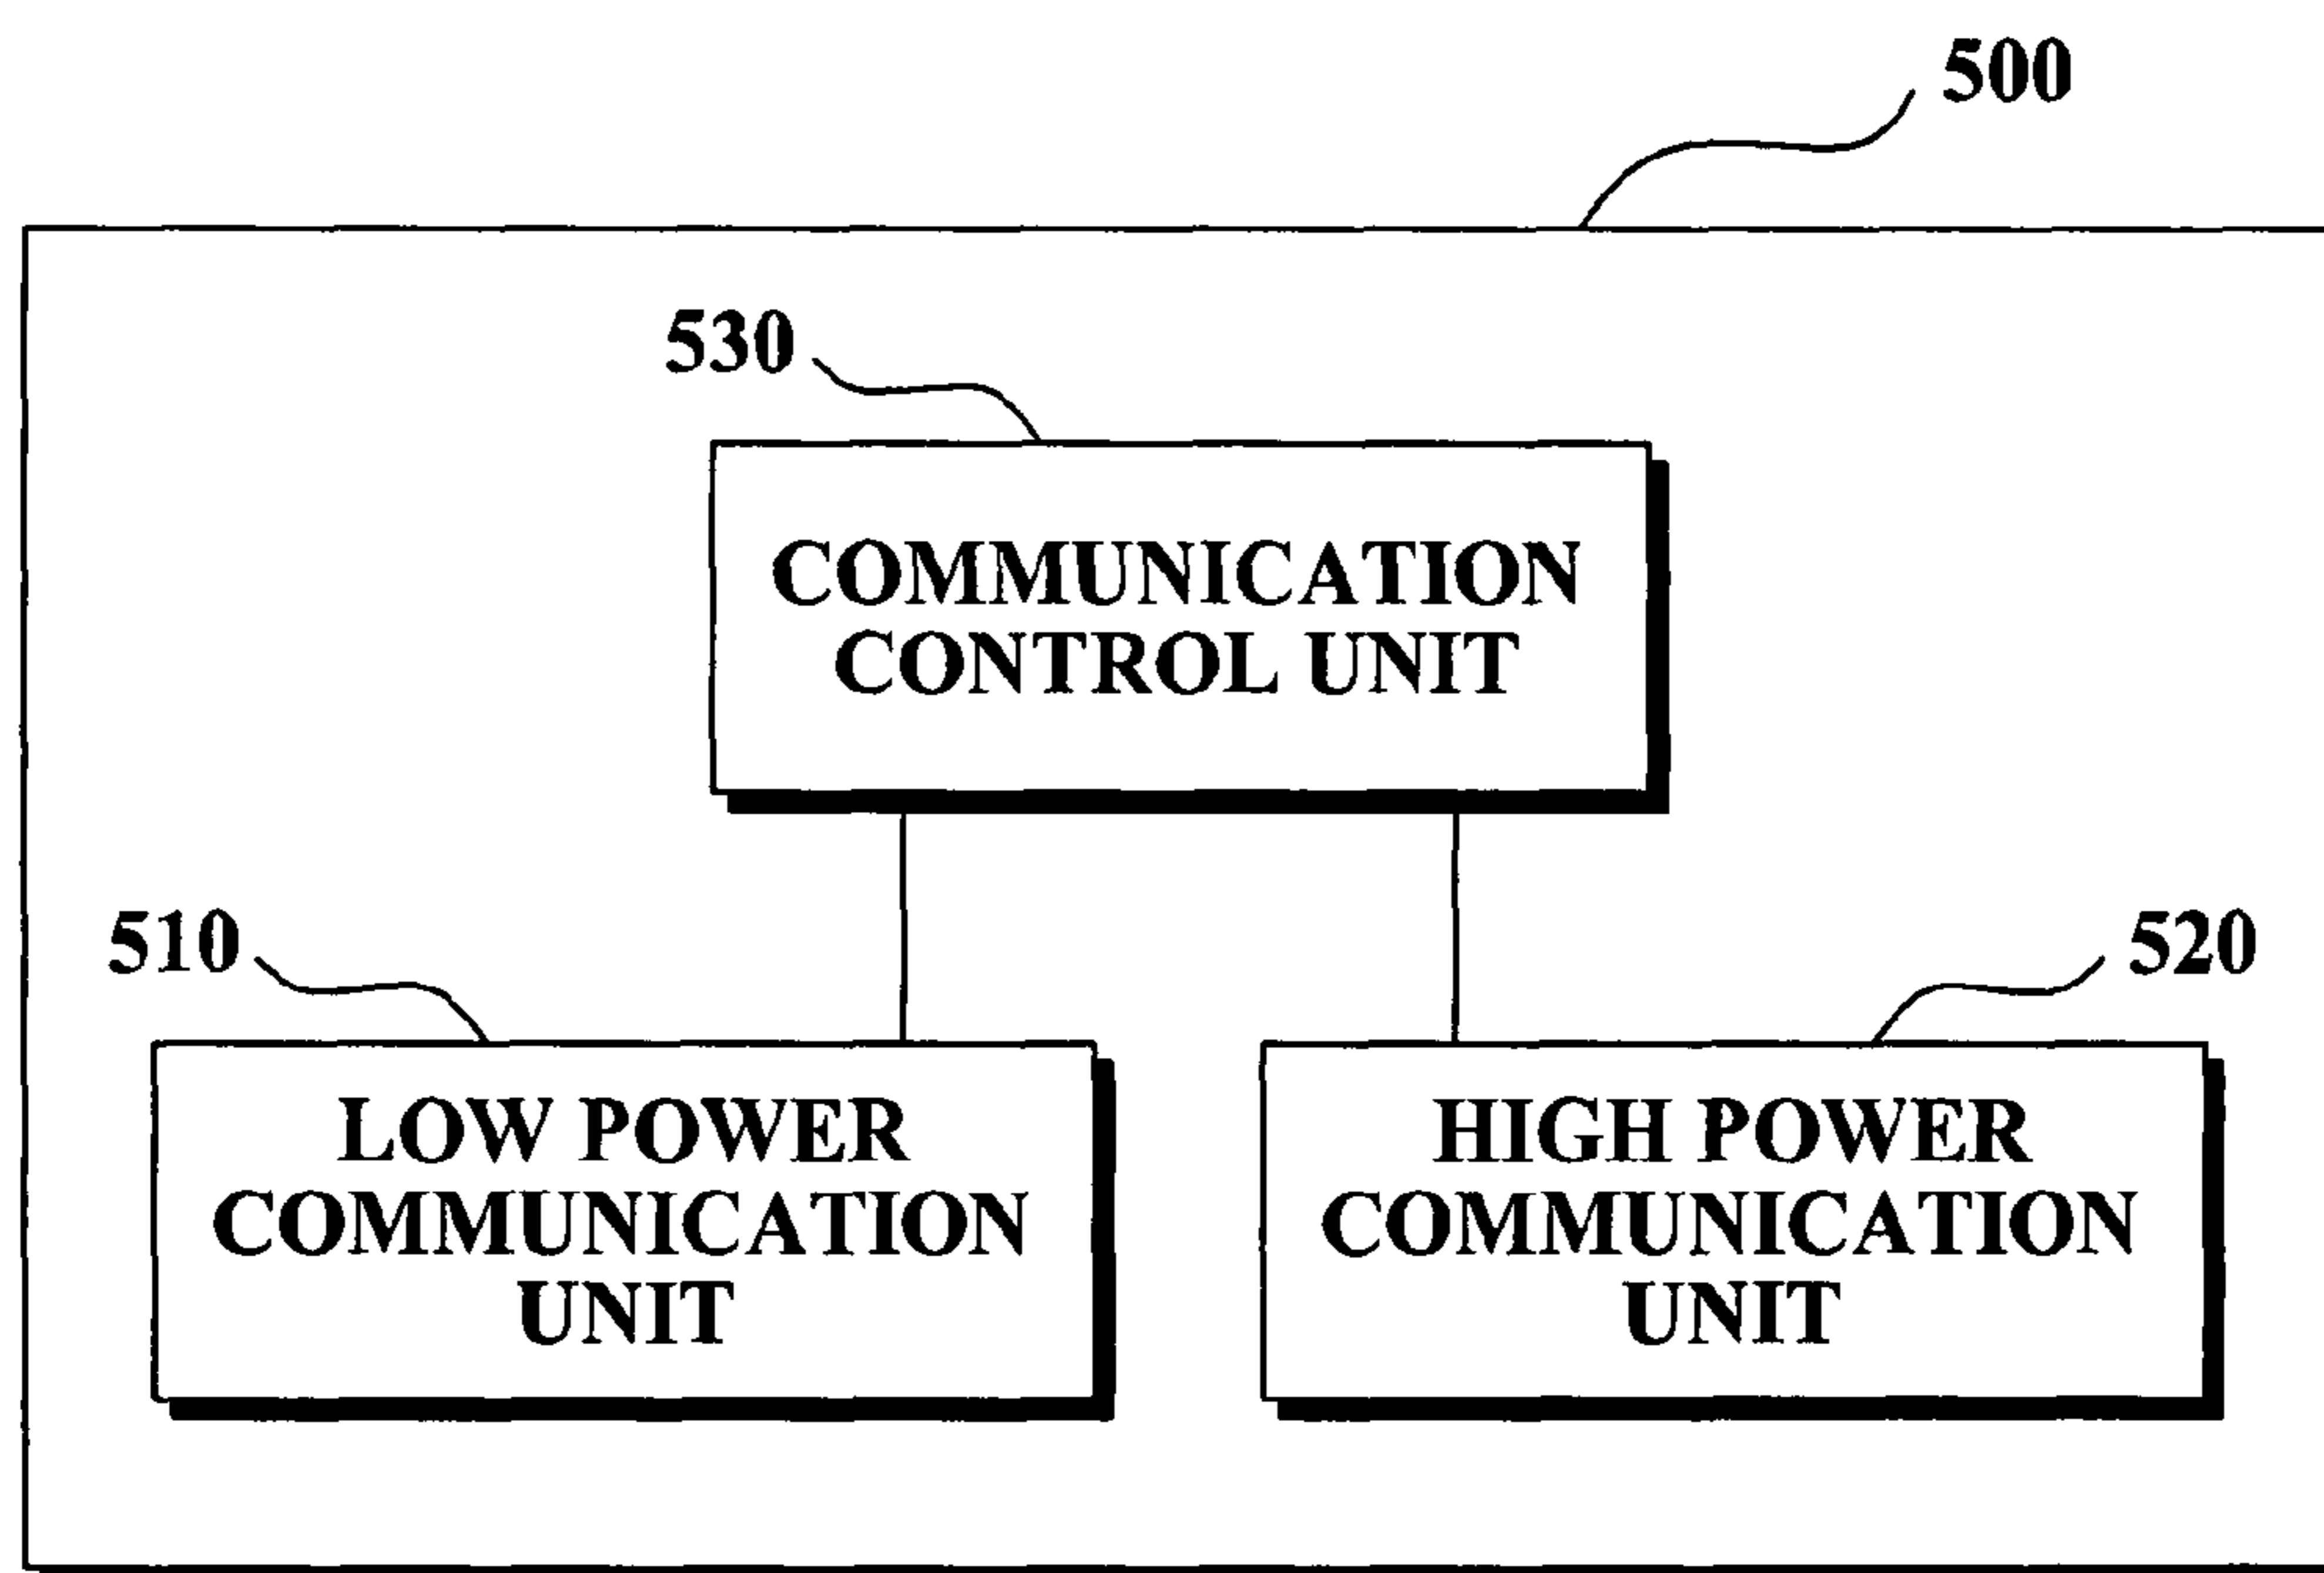 500
530
COMMUNICATION
CONTROL UNIT
510
520
LOW POWER
COMMUNICATION
UNIT
HIGH POWER
COMMUNICATION
UNIT